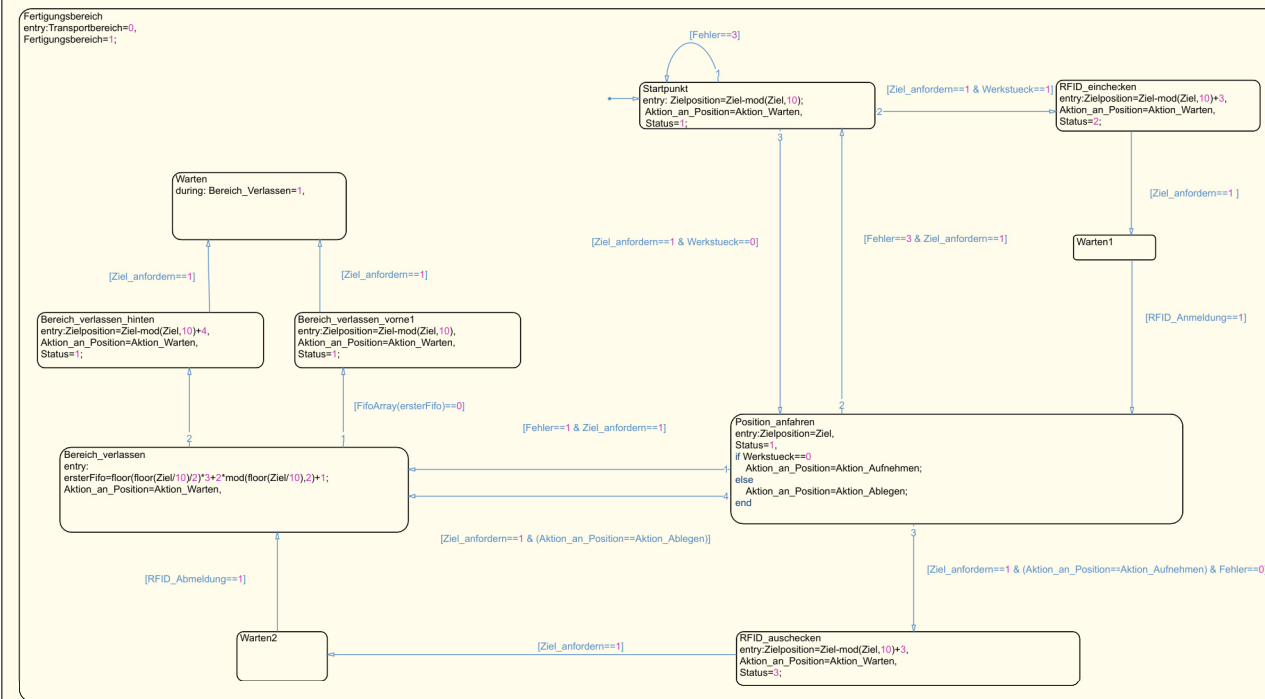 Fertigungsbereich
entry:Transportbereich=0,
Fertigungsbereich=1;
[Fehler==3]
1
Startpunkt
entry: Zielposition=Ziel-mod(Ziel,10);
Aktion_an_Position=Aktion_Warten,
Status=1;
2
3
[Ziel_anfordern==1 & Werkstueck==1]
RFID_einchecken
entry:Zielposition=Ziel-mod(Ziel,10)+3,
Aktion_an_Position=Aktion_Warten,
Status=2;
[Ziel_anfordern==1 ]
Warten
during: Bereich_Verlassen=1,
[Ziel_anfordern==1 & Werkstueck==0]
[Fehler==3 & Ziel_anfordern==1]
Warten1
[Ziel_anfordern==1]
[Ziel_anfordern==1]
[RFID_Anmeldung==1]
Bereich_verlassen_hinten
entry:Zielposition=Ziel-mod(Ziel,10)+4,
Aktion_an_Position=Aktion_Warten,
Status=1;
Bereich_verlassen_vorne1
entry:Zielposition=Ziel-mod(Ziel,10),
Aktion_an_Position=Aktion_Warten,
Status=1;
[FifoArray(ersterFifo)==0]
2
1
[Fehler==1 & Ziel_anfordern==1]
2
Position_anfahren
entry:Zielposition=Ziel,
Status=1,
if Werkstueck==0
Aktion_an_Position=Aktion_Aufnehmen;
else
Aktion_an_Position=Aktion_Ablegen;
end
1
4
3
Bereich_verlassen
entry:
ersterFifo=floor(floor(Ziel/10)/2)*3+2*mod(floor(Ziel/10),2)+1;
Aktion_an_Position=Aktion_Warten,
[Ziel_anfordern==1 & (Aktion_an_Position==Aktion_Ablegen)]
[RFID_Abmeldung==1]
[Ziel_anfordern==1 & (Aktion_an_Position==Aktion_Aufnehmen) & Fehler==0]
Warten2
[Ziel_anfordern==1]
RFID_auschecken
entry:Zielposition=Ziel-mod(Ziel,10)+3,
Aktion_an_Position=Aktion_Warten,
Status=3;